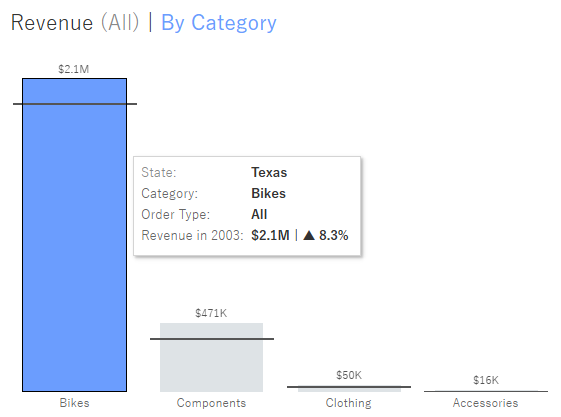 Revenue (All) | By Category
$2.1M
State: Texas
Category: Bikes
Order Type: All
Revenue in 2003: $2.1M | ▲ 8.3%
$471K
$50K
$16K
Bikes Components Clothing Accessories